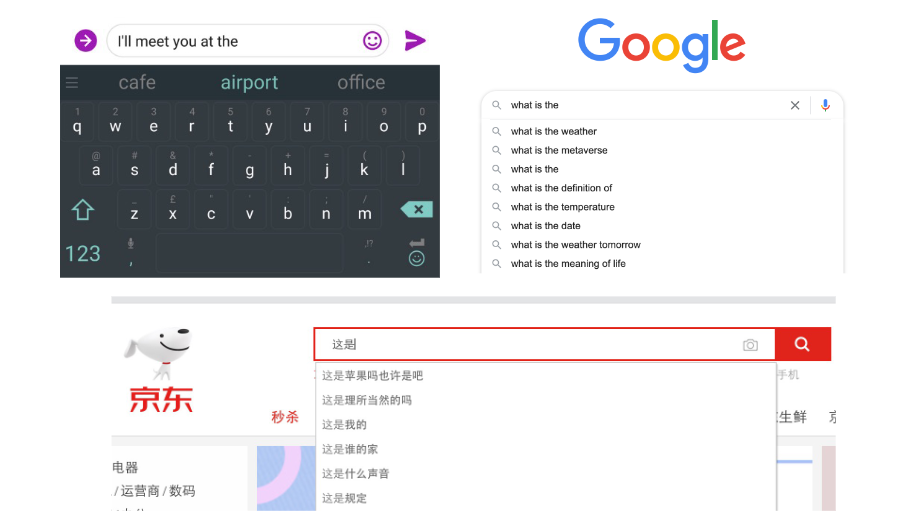 I'll meet you at the
cafe airport office
1 2 3 4 5 6 7 8 9 0
q w e r t y u i o p
@ # & * - + = ( )
a s d f g h j k l
_ £ " ' : ; /
z x c v b n m
123 , .!? .
Google
what is the
what is the weather
what is the metaverse
what is the
what is the definition of
what is the temperature
what is the date
what is the weather tomorrow
what is the meaning of life
京东
这是
手机
这是苹果吗也许是吧
这是理所当然的吗
秒杀
这是我的
生鲜
这是谁的家
电器
这是什么声音
/ 运营商 / 数码
这是规定